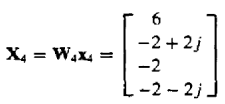 X₄ = W₄x₄ = [ 6
−2 + 2j
−2
−2 − 2j ]